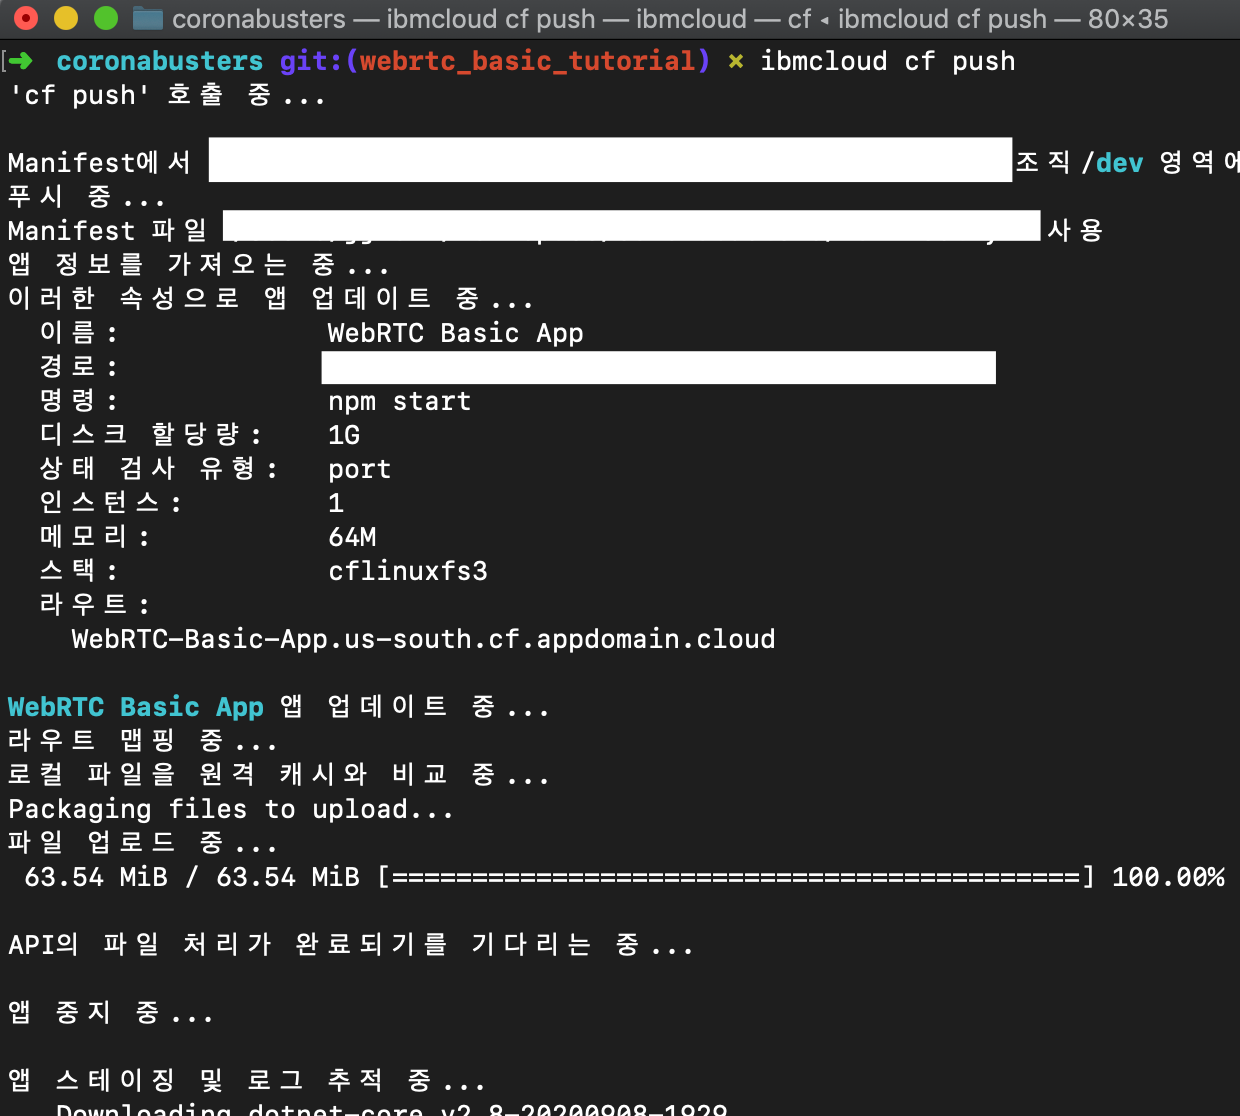 coronabusters — ibmcloud cf push — ibmcloud — cf ◂ ibmcloud cf push — 80×35
[➜ coronabusters git:(webrtc_basic_tutorial) × ibmcloud cf push
'cf push' 호출 중...
Manifest에서 조직/dev 영역에
푸시 중...
Manifest 파일 사용
앱 정보를 가져오는 중...
이러한 속성으로 앱 업데이트 중...
이름: WebRTC Basic App
경로:
명령: npm start
디스크 할당량: 1G
상태 검사 유형: port
인스턴스: 1
메모리: 64M
스택: cflinuxfs3
라우트:
WebRTC-Basic-App.us-south.cf.appdomain.cloud
WebRTC Basic App 앱 업데이트 중...
라우트 맵핑 중...
로컬 파일을 원격 캐시와 비교 중...
Packaging files to upload...
파일 업로드 중...
63.54 MiB / 63.54 MiB [===========================================] 100.00%
API의 파일 처리가 완료되기를 기다리는 중...
앱 중지 중...
앱 스테이징 및 로그 추적 중...
Downloading dotnet-core_v2.8-20200908-1929